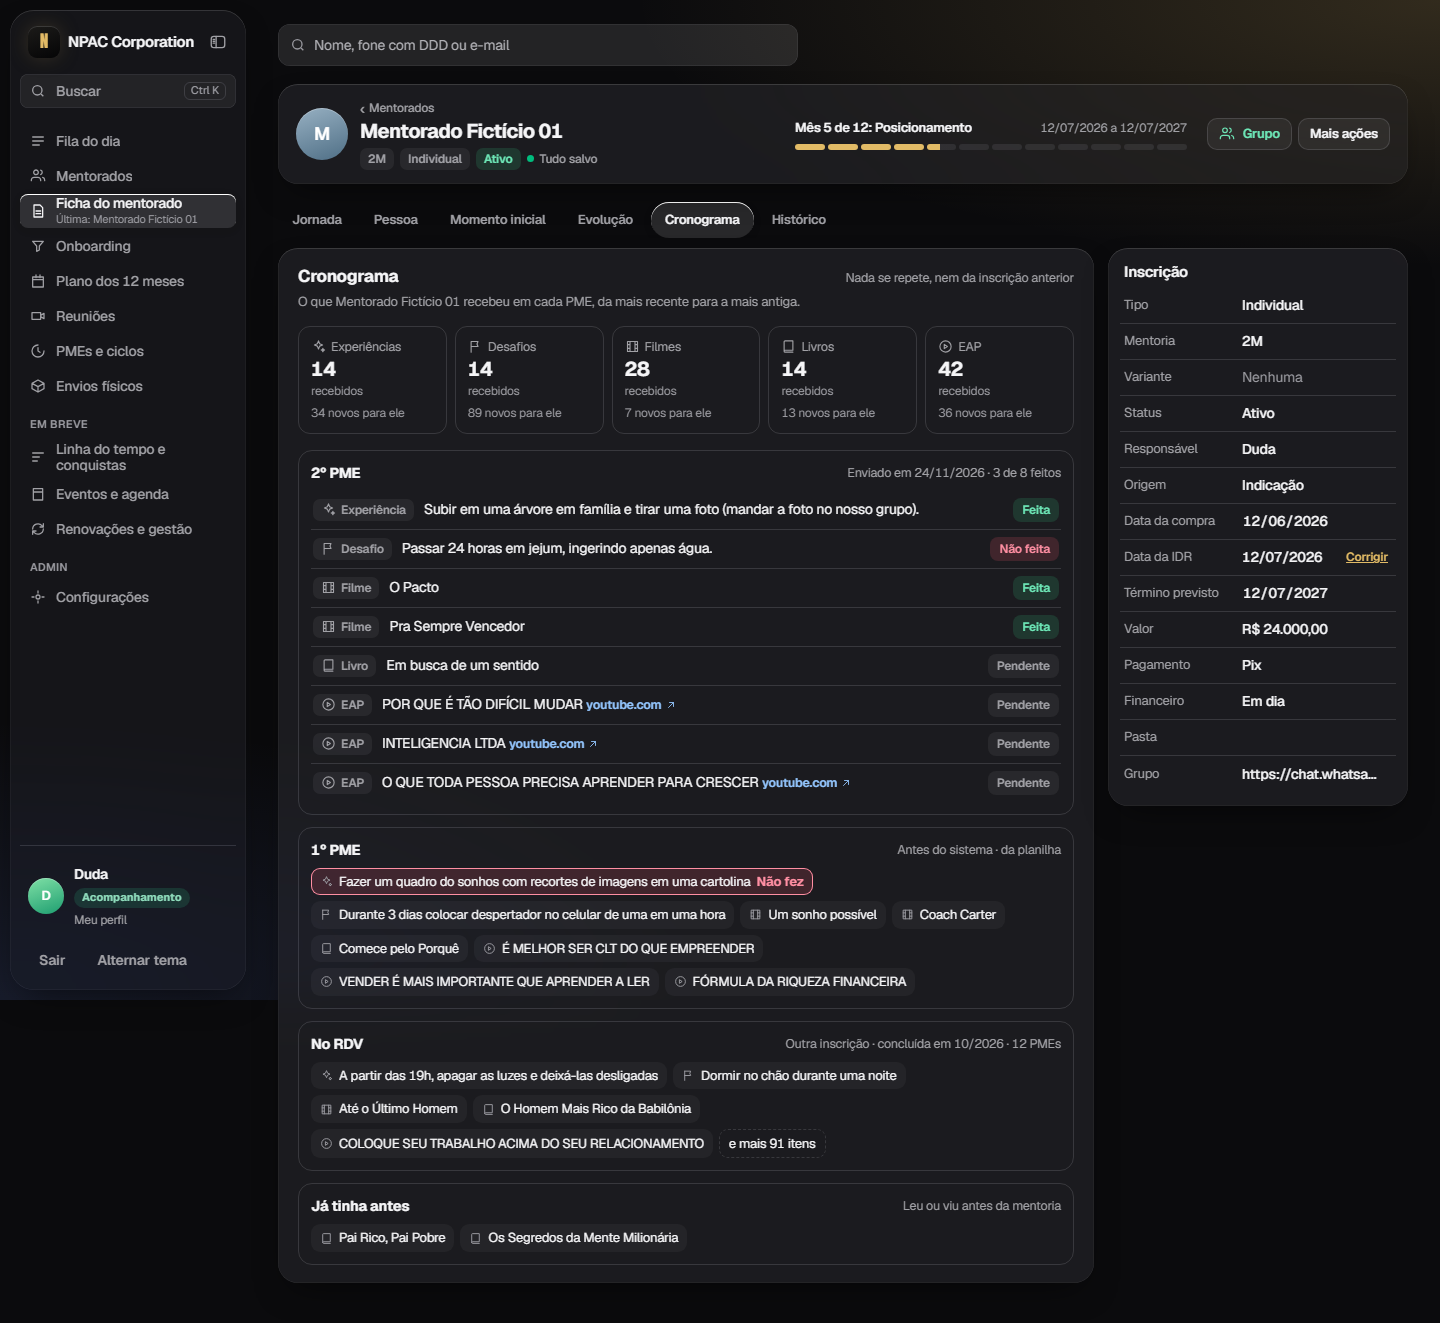 N NPAC Corporation
Buscar Ctrl K
Fila do dia
Mentorados
Ficha do mentorado
Última: Mentorado Fictício 01
Onboarding
Plano dos 12 meses
Reuniões
PMEs e ciclos
Envios físicos
EM BREVE
Linha do tempo e
conquistas
Eventos e agenda
Renovações e gestão
ADMIN
Configurações
D
Duda
Acompanhamento
Meu perfil
Sair Alternar tema
Nome, fone com DDD ou e-mail
M
‹ Mentorados
Mentorado Fictício 01
2M Individual Ativo Tudo salvo
Mês 5 de 12: Posicionamento 12/07/2026 a 12/07/2027
Grupo Mais ações
Jornada Pessoa Momento inicial Evolução Cronograma Histórico
Cronograma Nada se repete, nem da inscrição anterior
O que Mentorado Fictício 01 recebeu em cada PME, da mais recente para a mais antiga.
Experiências
14
recebidos
34 novos para ele
Desafios
14
recebidos
89 novos para ele
Filmes
28
recebidos
7 novos para ele
Livros
14
recebidos
13 novos para ele
EAP
42
recebidos
36 novos para ele
2º PME Enviado em 24/11/2026 · 3 de 8 feitos
Experiência Subir em uma árvore em família e tirar uma foto (mandar a foto no nosso grupo). Feita
Desafio Passar 24 horas em jejum, ingerindo apenas água. Não feita
Filme O Pacto Feita
Filme Pra Sempre Vencedor Feita
Livro Em busca de um sentido Pendente
EAP POR QUE É TÃO DIFÍCIL MUDAR youtube.com ↗ Pendente
EAP INTELIGENCIA LTDA youtube.com ↗ Pendente
EAP O QUE TODA PESSOA PRECISA APRENDER PARA CRESCER youtube.com ↗ Pendente
1º PME Antes do sistema · da planilha
Fazer um quadro do sonhos com recortes de imagens em uma cartolina Não fez
Durante 3 dias colocar despertador no celular de uma em uma hora Um sonho possível Coach Carter
Comece pelo Porquê É MELHOR SER CLT DO QUE EMPREENDER
VENDER É MAIS IMPORTANTE QUE APRENDER A LER FÓRMULA DA RIQUEZA FINANCEIRA
No RDV Outra inscrição · concluída em 10/2026 · 12 PMEs
A partir das 19h, apagar as luzes e deixá-las desligadas Dormir no chão durante uma noite
Até o Último Homem O Homem Mais Rico da Babilônia
COLOQUE SEU TRABALHO ACIMA DO SEU RELACIONAMENTO e mais 91 itens
Já tinha antes Leu ou viu antes da mentoria
Pai Rico, Pai Pobre Os Segredos da Mente Milionária
Inscrição
Tipo Individual
Mentoria 2M
Variante Nenhuma
Status Ativo
Responsável Duda
Origem Indicação
Data da compra 12/06/2026
Data da IDR 12/07/2026 Corrigir
Término previsto 12/07/2027
Valor R$ 24.000,00
Pagamento Pix
Financeiro Em dia
Pasta
Grupo https://chat.whatsa...